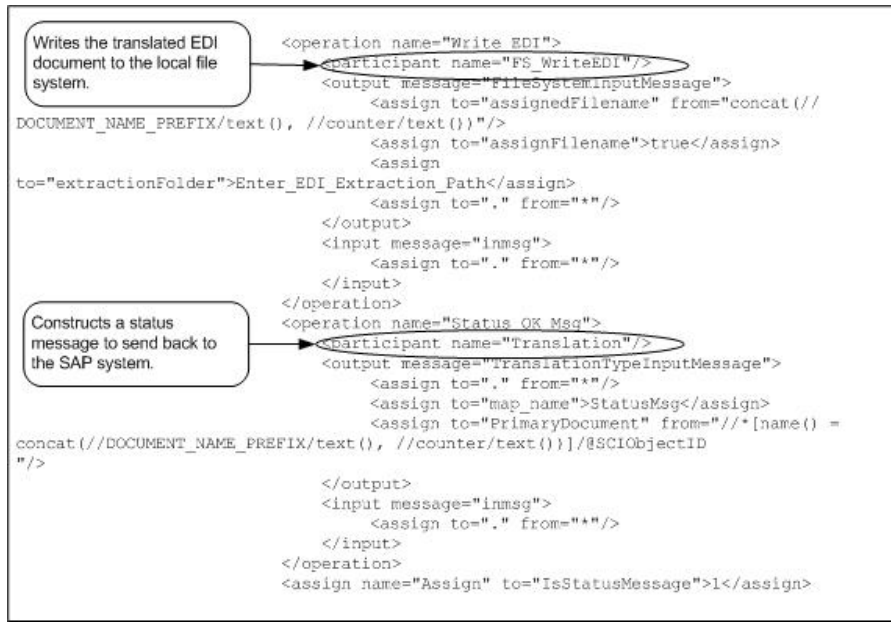 Writes the translated EDI
document to the local file
system.
<operation name="Write EDI">
<participant name="FS_WriteEDI"/>
<output message="FileSystemInputMessage">
<assign to="assignedFilename" from="concat(//
DOCUMENT_NAME_PREFIX/text(), //counter/text())"/>
<assign to="assignFilename">true</assign>
<assign
to="extractionFolder">Enter_EDI_Extraction_Path</assign>
<assign to="." from="*"/>
</output>
<input message="inmsg">
<assign to="." from="*"/>
</input>
</operation>
Constructs a status
message to send back to
the SAP system.
<operation name="Status OK Msg">
<participant name="Translation"/>
<output message="TranslationTypeInputMessage">
<assign to="." from="*"/>
<assign to="map_name">StatusMsg</assign>
<assign to="PrimaryDocument" from="//*[name() =
concat(//DOCUMENT_NAME_PREFIX/text(), //counter/text())]/@SCIObjectID
"/>
</output>
<input message="inmsg">
<assign to="." from="*"/>
</input>
</operation>
<assign name="Assign" to="IsStatusMessage">1</assign>